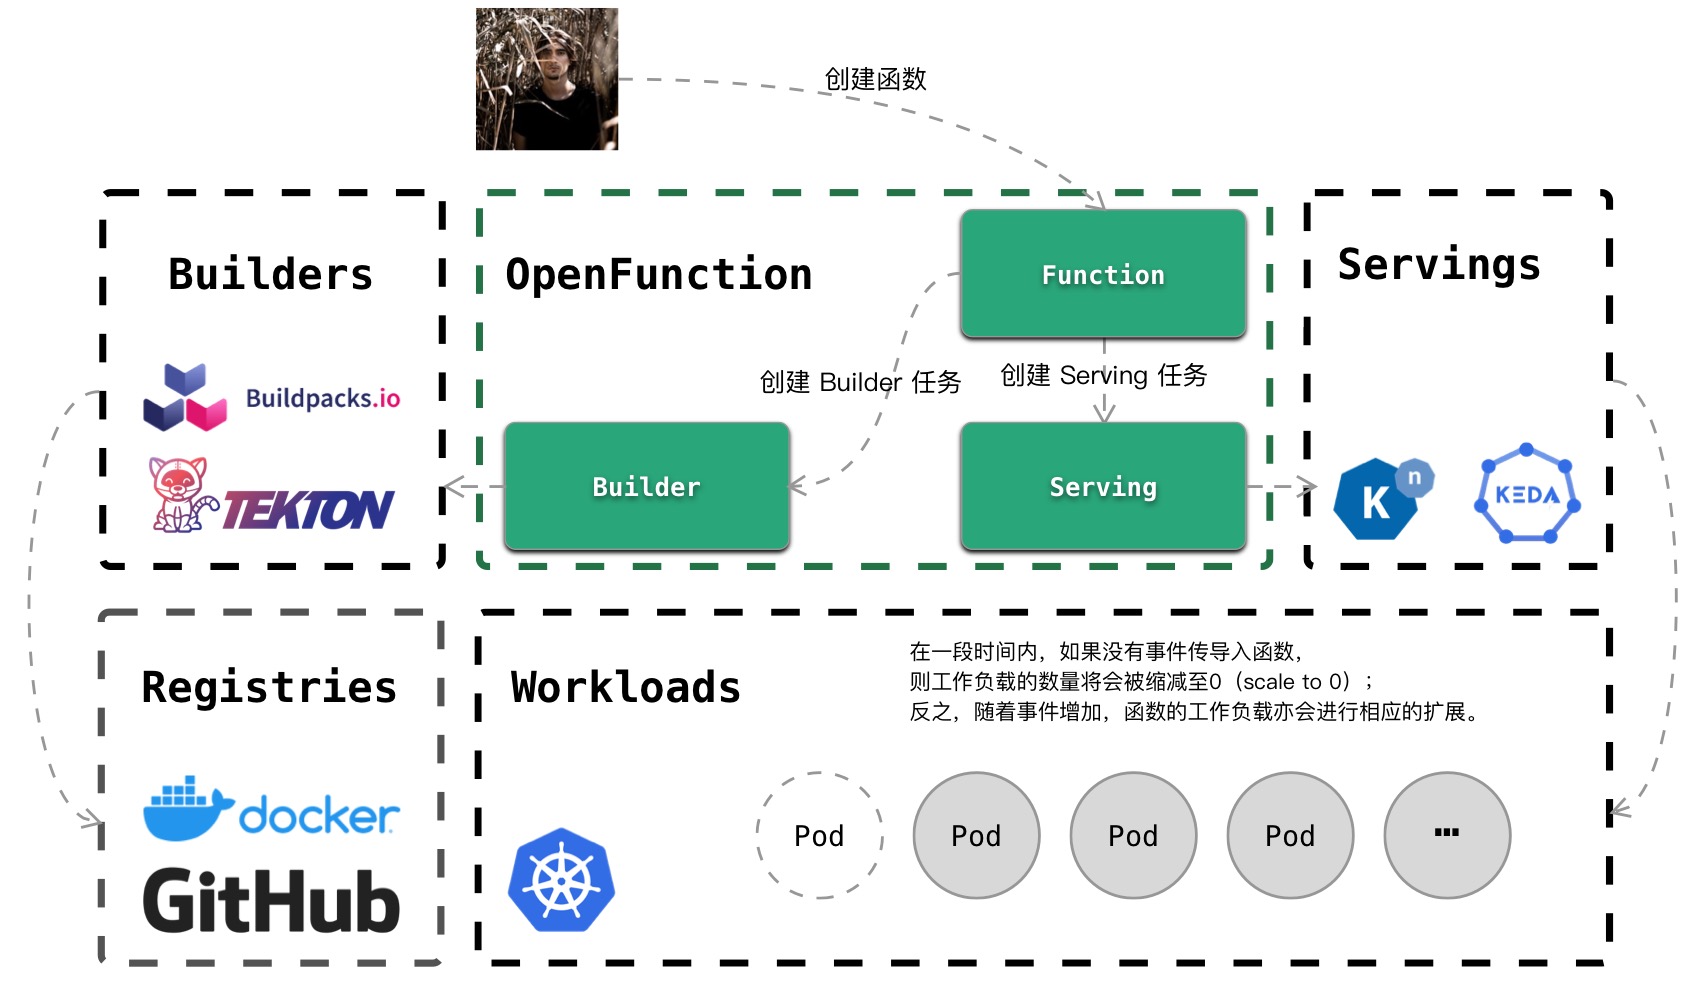 创建函数
Builders
OpenFunction
Function
Servings
创建 Builder 任务
创建 Serving 任务
Buildpacks.io
TEKTON
Builder
Serving
K
n
KEDA
Registries
Workloads
在一段时间内，如果没有事件传导入函数，
则工作负载的数量将会被缩减至0（scale to 0）；
反之，随着事件增加，函数的工作负载亦会进行相应的扩展。
docker
GitHub
Pod
Pod
Pod
Pod
...